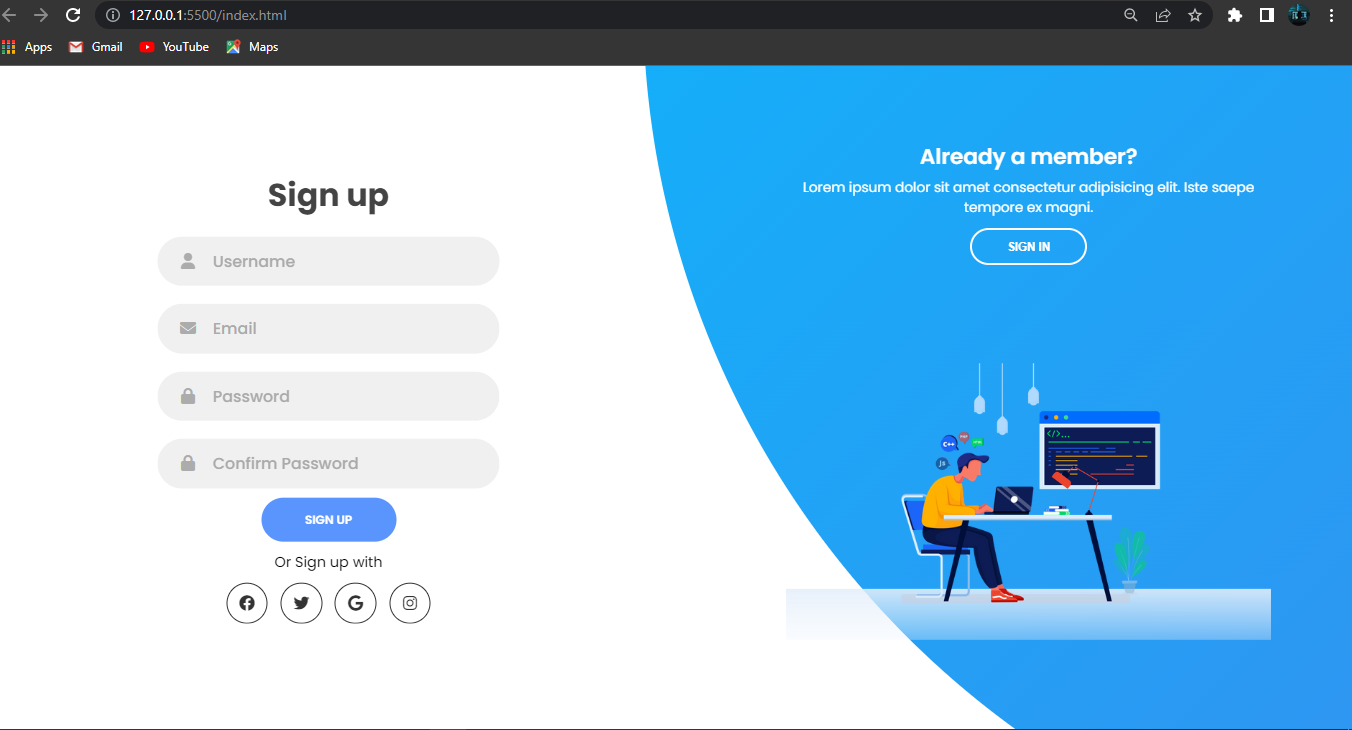 127.0.0.1:5500/index.html
Apps
Gmail
YouTube
Maps
Sign up
Username
Email
Password
Confirm Password
SIGN UP
Or Sign up with
Already a member?
Lorem ipsum dolor sit amet consectetur adipisicing elit. Iste saepe
tempore ex magni.
SIGN IN
C++
JS
</>...